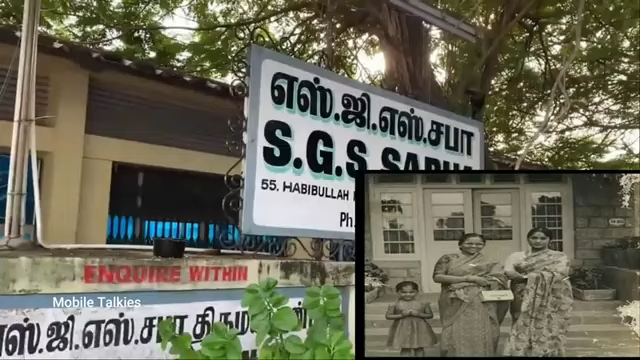 எஸ்.ஜி.எஸ்.சபா
S.G.S. SABHA
55. HABIBULLAH
Ph.
ENQUIRE WITHIN
Mobile Talkies
எஸ்.ஜி.எஸ்.சபா